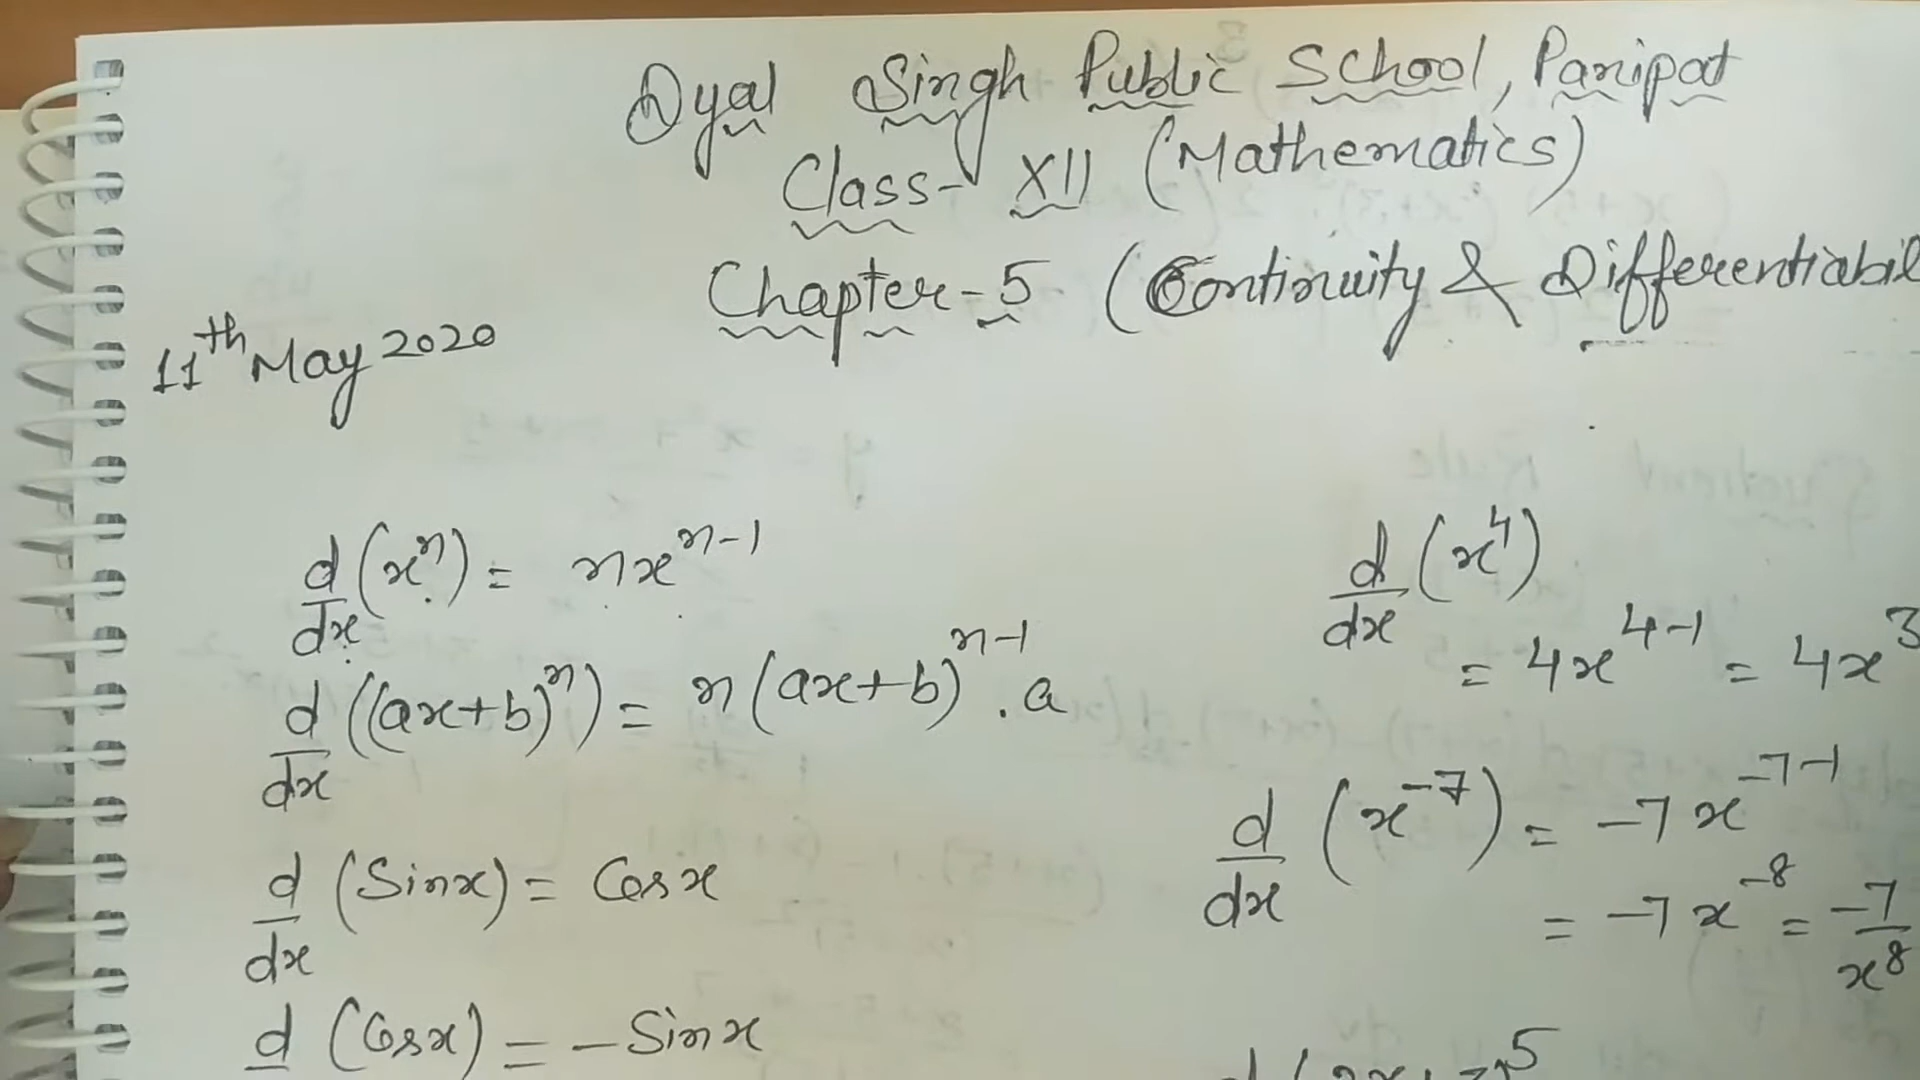 Dyal Singh Public School, Panipat
Class- XII (Mathematics)
Chapter-5 (Continuity & Differentiabil
11th May 2020
d/dx (x^n) = nx^(n-1)
d/dx ((ax+b)^n) = n(ax+b)^(n-1) . a
d/dx (Sinx) = Cosx
d (Cosx) = -Sinx
d/dx (x^4)
= 4x^(4-1) = 4x^3
d/dx (x^-7) = -7x^(-7-1)
= -7x^-8 = -7/x^8